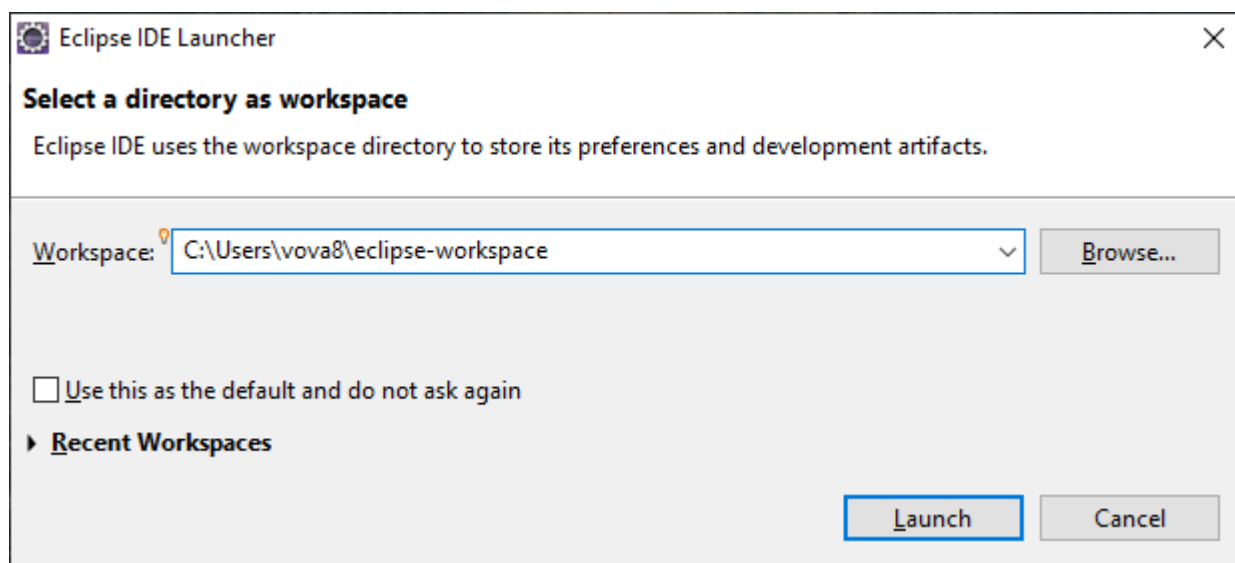 Eclipse IDE Launcher
Select a directory as workspace
Eclipse IDE uses the workspace directory to store its preferences and development artifacts.
Workspace: C:\Users\vova8\eclipse-workspace Browse...
Use this as the default and do not ask again
Recent Workspaces
Launch Cancel